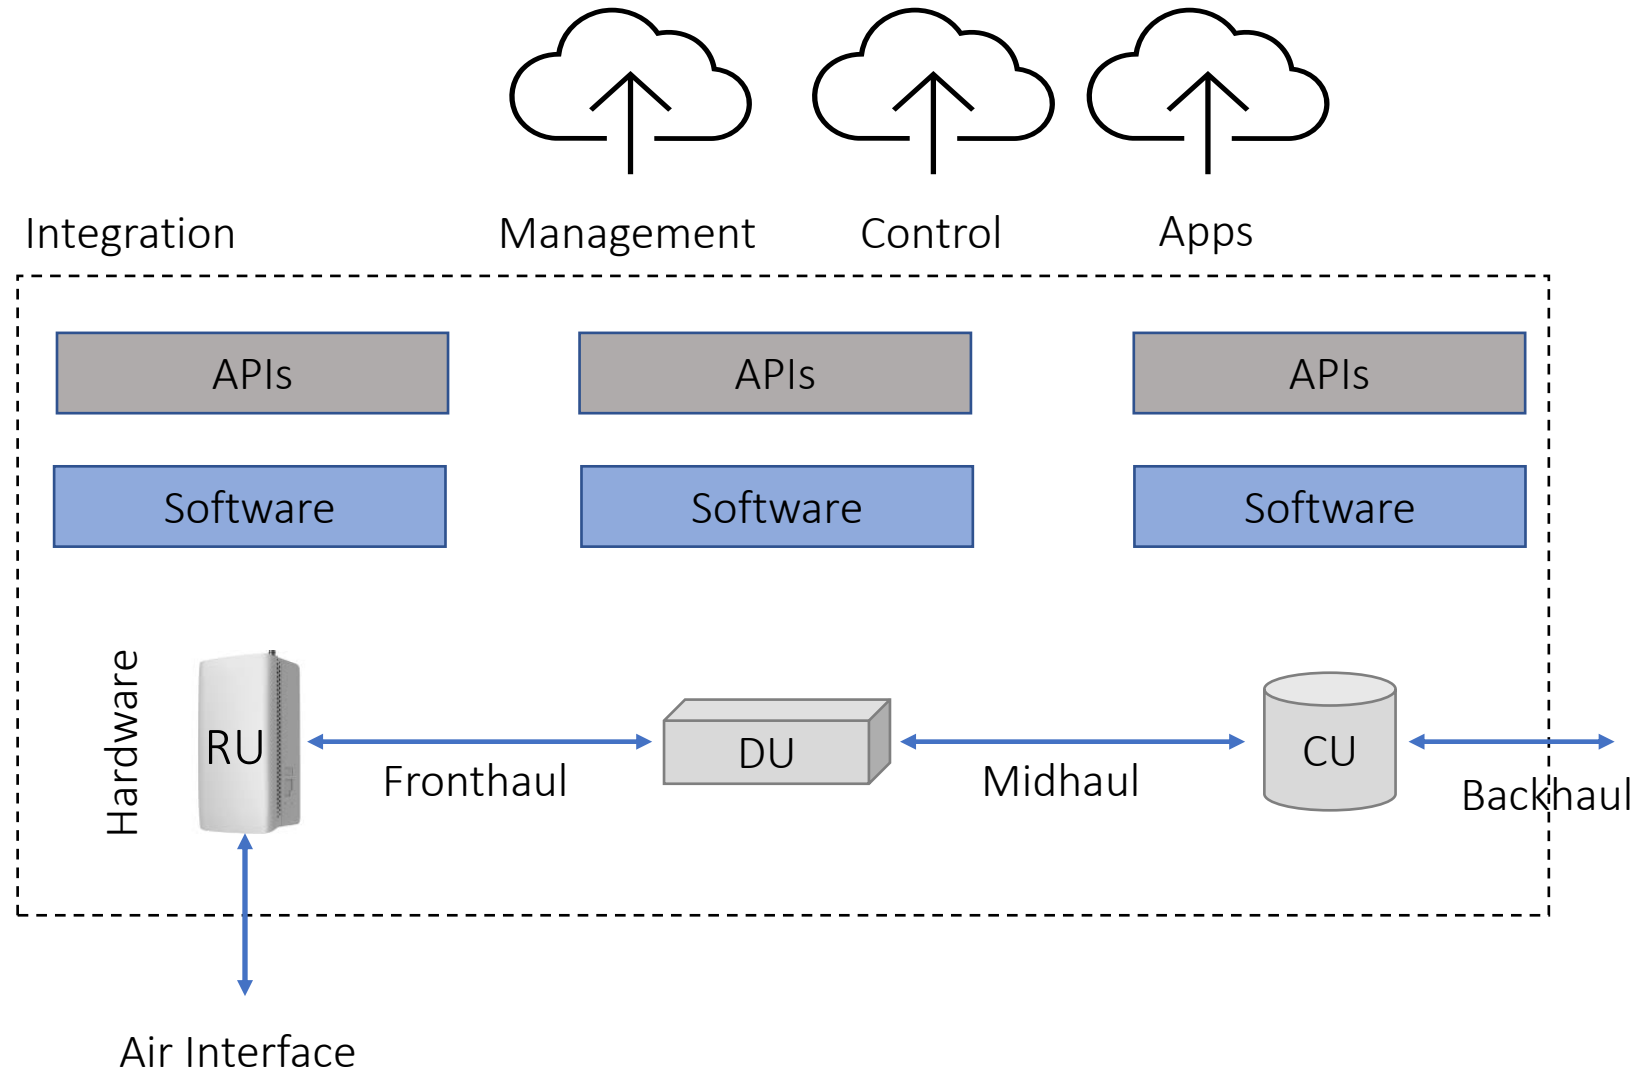 Integration
Management
Control
Apps
APIs
APIs
APIs
Software
Software
Software
Hardware
RU
Fronthaul
DU
Midhaul
CU
Backhaul
Air Interface